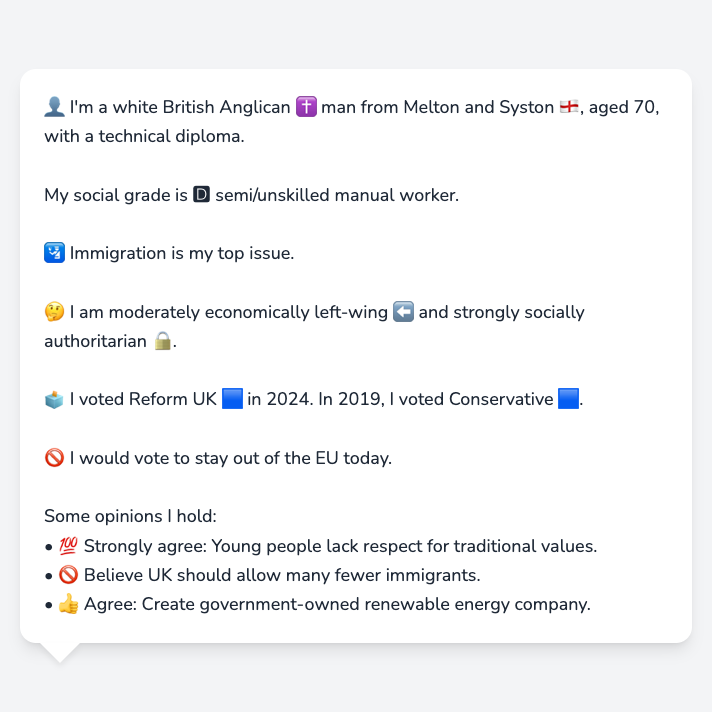 👤 I'm a white British Anglican ✝️ man from Melton and Syston 🏴󠁧󠁢󠁥󠁮󠁧󠁿, aged 70,
with a technical diploma.
My social grade is 🅳 semi/unskilled manual worker.
🛂 Immigration is my top issue.
🤔 I am moderately economically left-wing ⬅️ and strongly socially
authoritarian 🔒.
🗳️ I voted Reform UK 🟦 in 2024. In 2019, I voted Conservative 🟦.
🚫 I would vote to stay out of the EU today.
Some opinions I hold:
• 💯 Strongly agree: Young people lack respect for traditional values.
• 🚫 Believe UK should allow many fewer immigrants.
• 👍 Agree: Create government-owned renewable energy company.